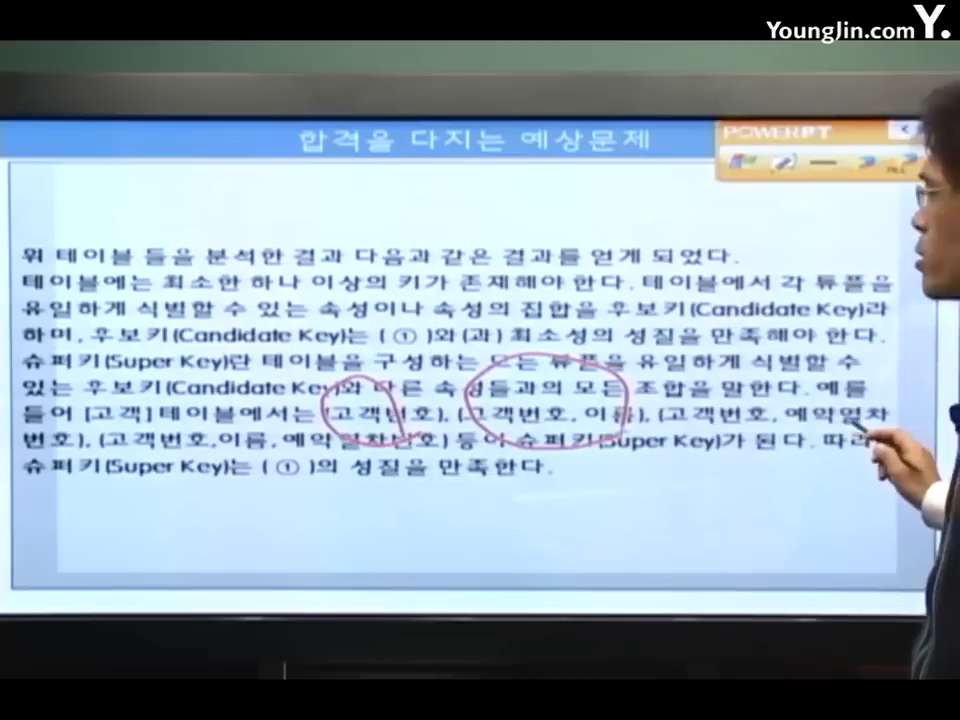 YoungJin.com Y.
합격을 다지는 예상문제
POWERPT
위 테이블 들을 분석한 결과 다음과 같은 결과를 얻게 되었다.
테이블에는 최소한 하나 이상의 키가 존재해야 한다. 테이블에서 각 튜플을
유일하게 식별할 수 있는 속성이나 속성의 집합을 후보키(Candidate Key)라
하며, 후보키(Candidate Key)는 ( ① )와(과) 최소성의 성질을 만족해야 한다.
슈퍼키(Super Key)란 테이블을 구성하는 모든 튜플을 유일하게 식별할 수
있는 후보키(Candidate Key)와 다른 속성들과의 모든 조합을 말한다. 예를
들어 [고객] 테이블에서는 (고객번호), (고객번호, 이름), (고객번호, 예약열차
번호), (고객번호,이름, 예약열차번호) 등이 슈퍼키(Super Key)가 된다. 따라
슈퍼키(Super Key)는 ( ① )의 성질을 만족한다.